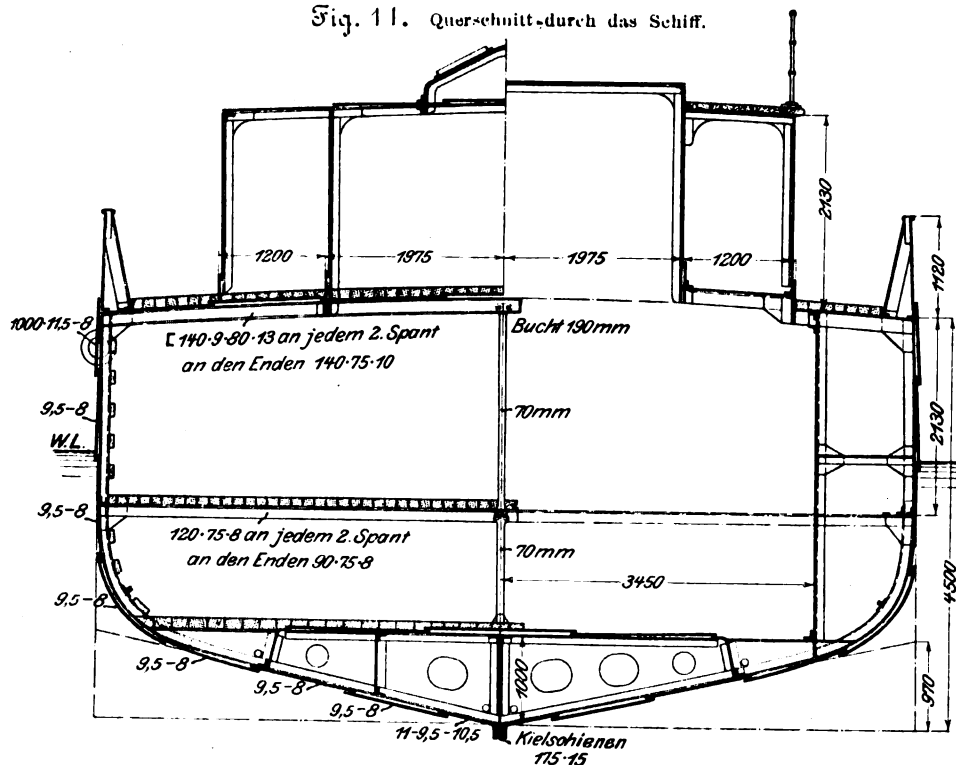 Fig. 11. Querschnitt durch das Schiff.
2130
1200
1975
1975
1200
1120
1000·11,5-8
Bucht 190mm
[ 140·9·80·13 an jedem 2. Spant
an den Enden 140·75·10
9,5-8
70mm
2130
W.L.
9,5-8
120·75·8 an jedem 2. Spant
an den Enden 90·75·8
70mm
3450
4500
9,5-8
9,5-8
9,5-8
9,5-8
1000
970
11-9,5-10,5
Kielschienen
175·15